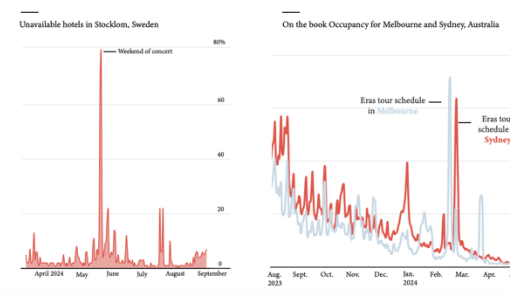 Unavailable hotels in Stocklom, Sweden
80%
Weekend of concert
60
40
20
0
April 2024 May June July August September
On the book Occupancy for Melbourne and Sydney, Australia
Eras tour schedule
in Melbourne
Eras tou
schedule
Sydney
Aug. Sept. Oct. Nov. Dec. Jan. Feb. Mar. Apr.
2023 2024